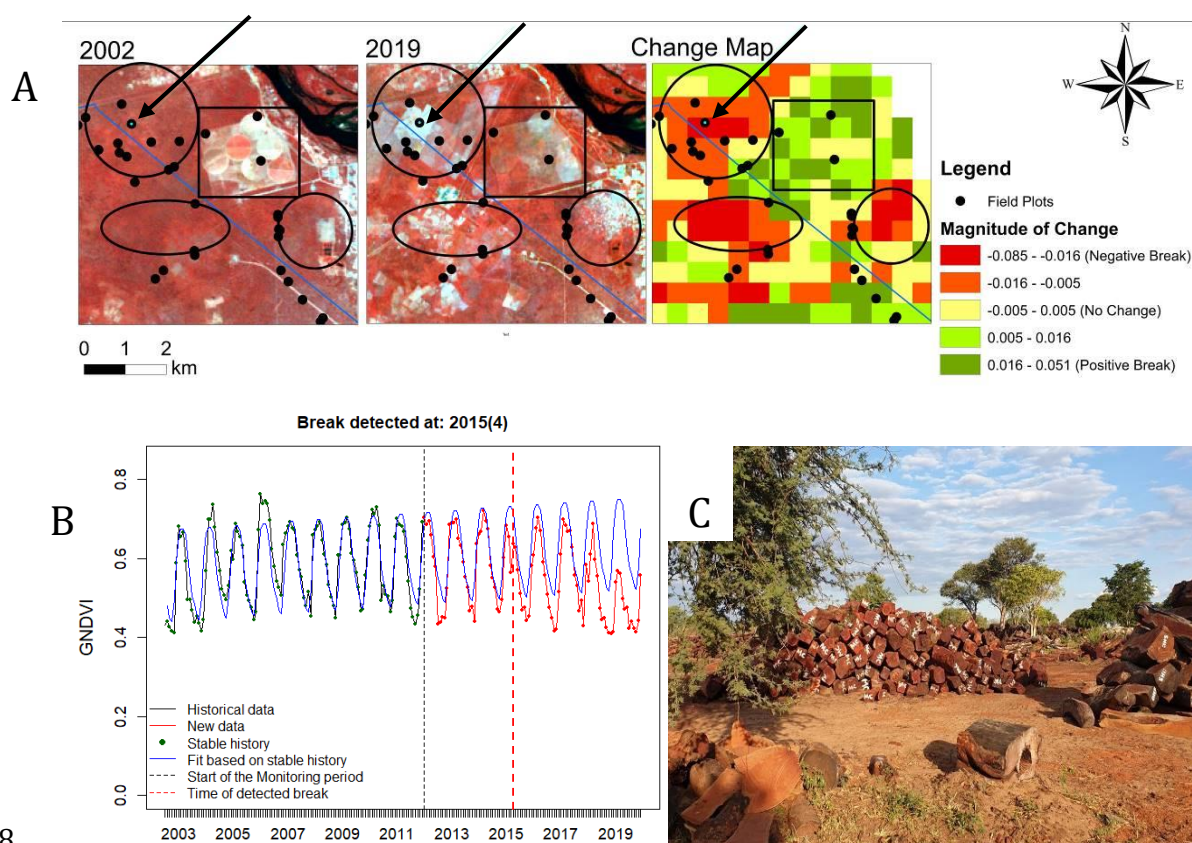 A
2002
2019
Change Map
N
W
E
S
Legend
Field Plots
Magnitude of Change
-0.085 - -0.016 (Negative Break)
-0.016 - -0.005
-0.005 - 0.005 (No Change)
0.005 - 0.016
0.016 - 0.051 (Positive Break)
0 1 2
km
Break detected at: 2015(4)
B
GNDVI
0.8
0.6
0.4
0.2
0.0
Historical data
New data
Stable history
Fit based on stable history
Start of the Monitoring period
Time of detected break
2003 2005 2007 2009 2011 2013 2015 2017 2019
C
8